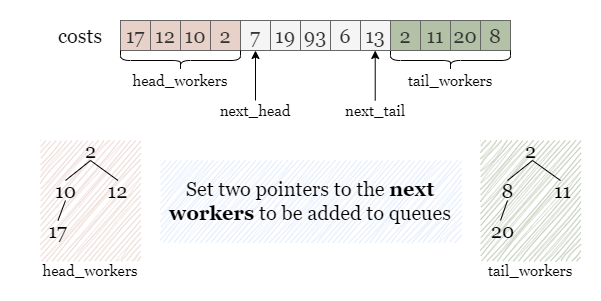 costs 17 12 10 2 7 19 93 6 13 2 11 20 8
head_workers tail_workers
next_head next_tail
2
10 12
17
head_workers
Set two pointers to the next
workers to be added to queues
2
8 11
20
tail_workers